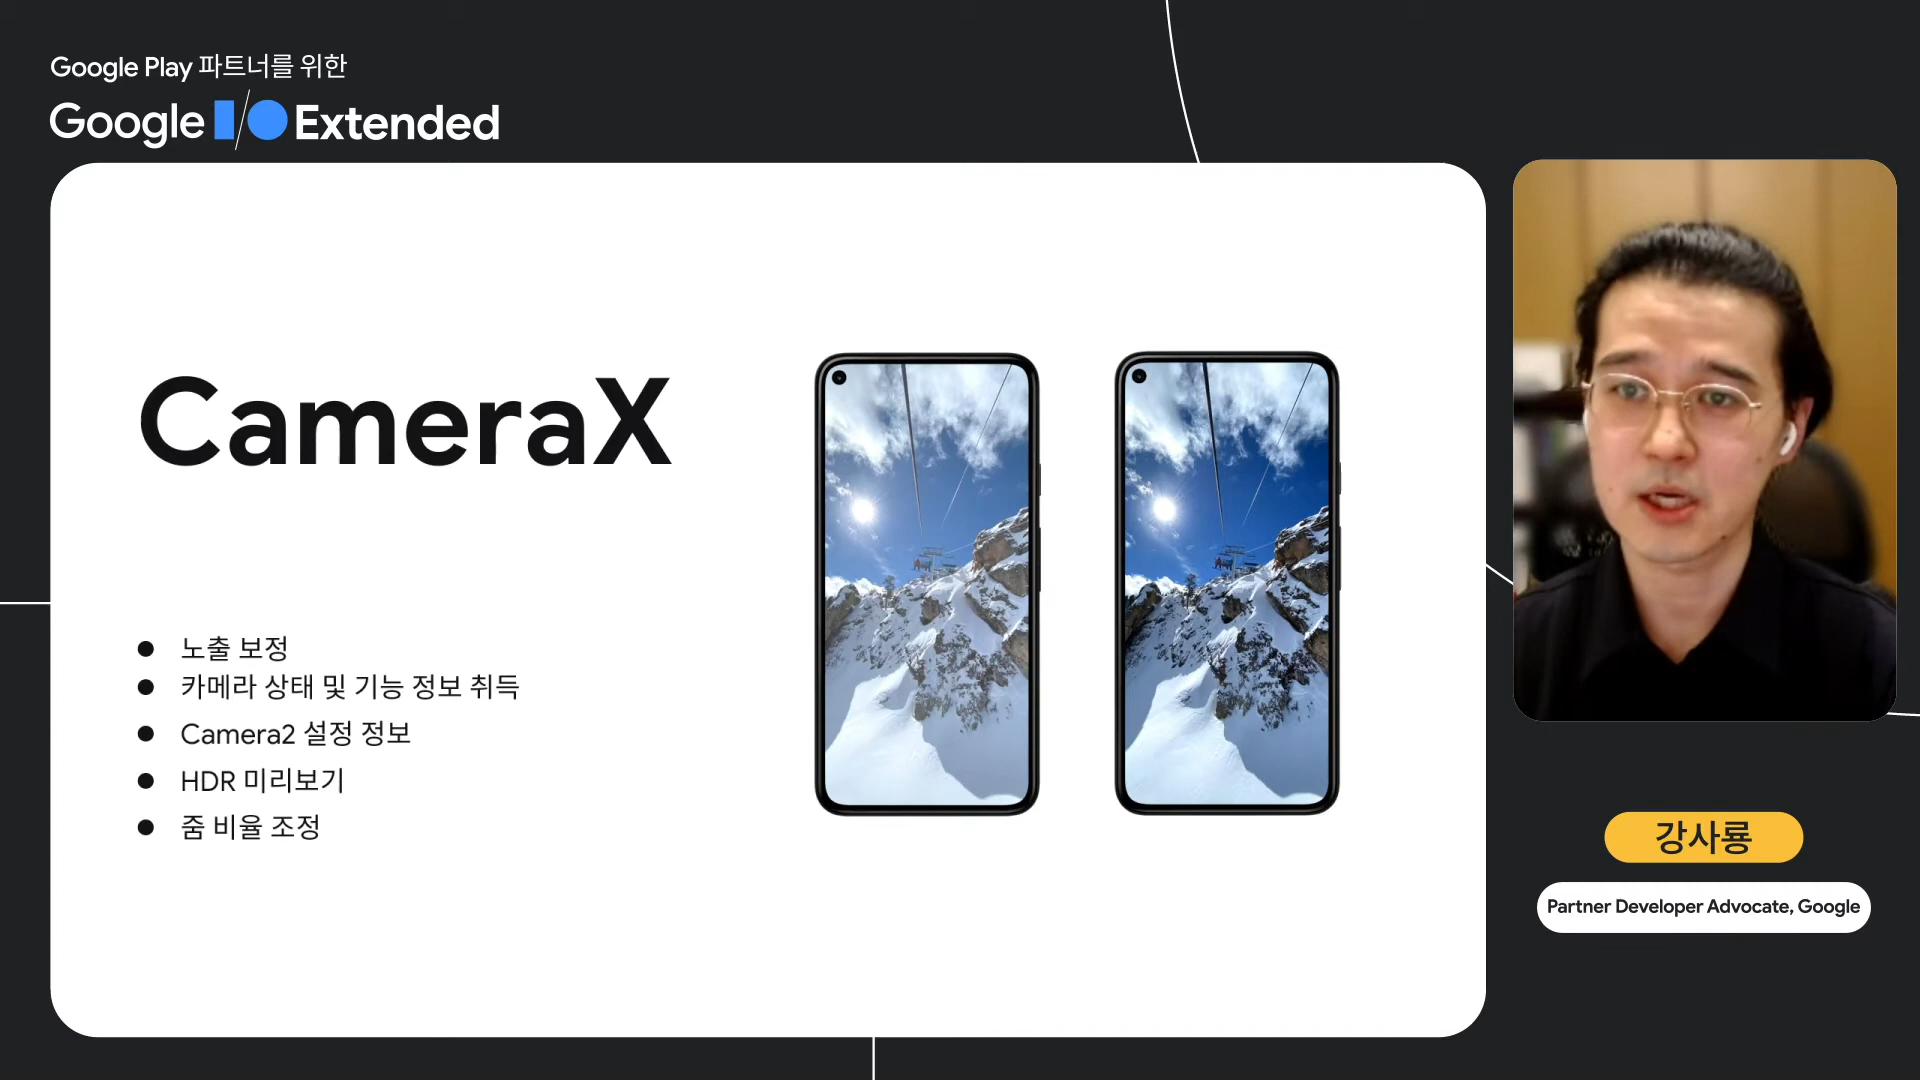 Google Play 파트너를 위한
Google I/O Extended
CameraX
노출 보정
카메라 상태 및 기능 정보 취득
Camera2 설정 정보
HDR 미리보기
줌 비율 조정
강사룡
Partner Developer Advocate, Google